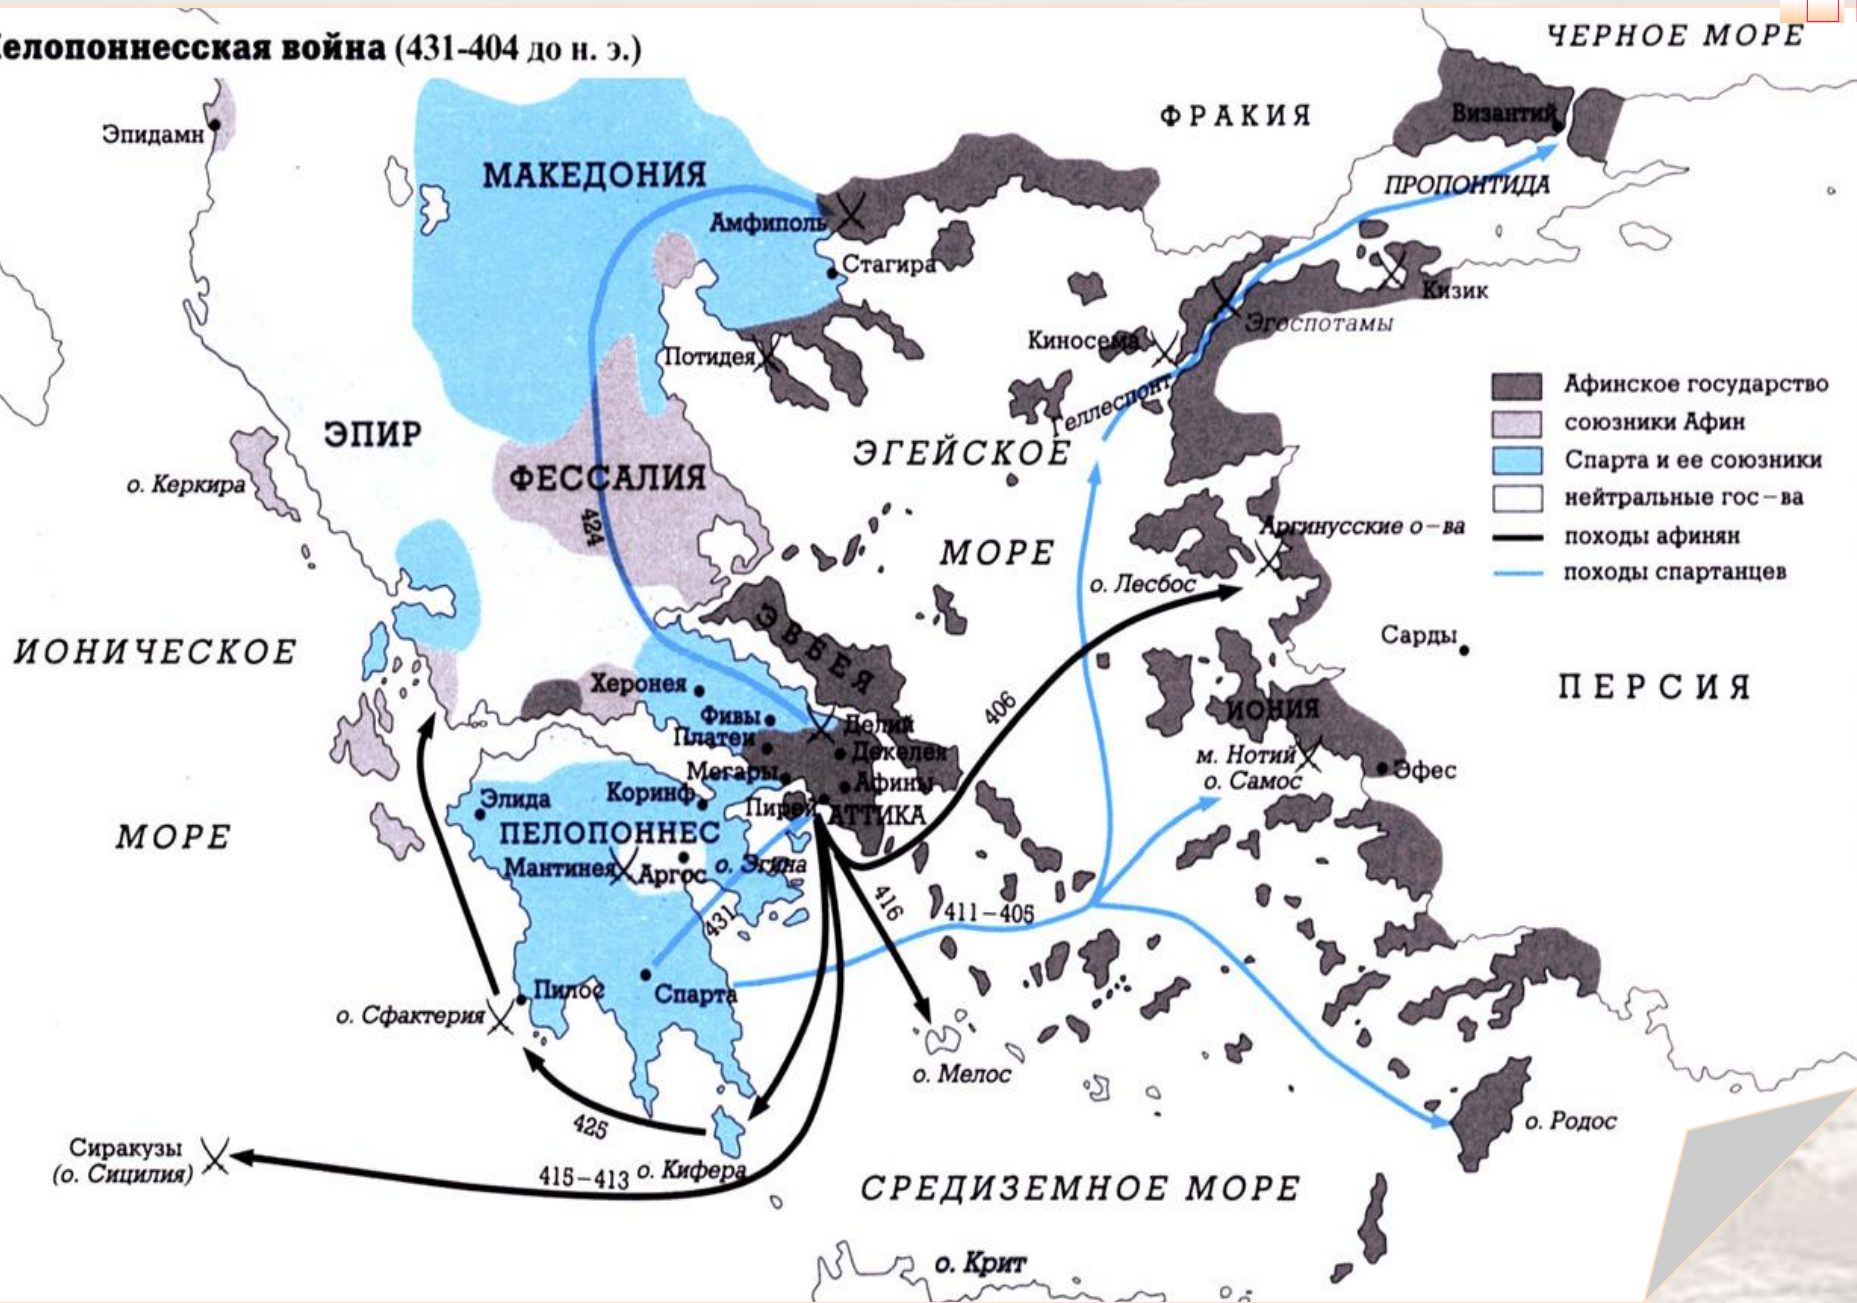 елопоннесская война (431-404 до н. э.)
ЧЕРНОЕ МОРЕ
ФРАКИЯ
Византий
Эпидамн
МАКЕДОНИЯ
ПРОПОНТИДА
Амфиполь
Стагира
Кизик
Эгоспотамы
Киносема
Потидея
Геллеспонт
ЭПИР
ЭГЕЙСКОЕ
МОРЕ
Афинское государство
союзники Афин
Спарта и ее союзники
нейтральные гос-ва
походы афинян
походы спартанцев
ФЕССАЛИЯ
о. Керкира
424
Аргинусские о-ва
о. Лесбос
ЭВБЕЯ
ИОНИЧЕСКОЕ
МОРЕ
Сарды
ПЕРСИЯ
Херонея
406
ИОНИЯ
Фивы
Делий
Платеи
Декелея
м. Нотий
о. Самос
Эфес
Мегары
Афины
Элида
Коринф
Пирей
АТТИКА
ПЕЛОПОННЕС
Мантинея
Аргос
о. Эгина
416
431
411-405
Пилос
Спарта
о. Сфактерия
о. Мелос
425
о. Родос
Сиракузы
(о. Сицилия)
415-413
о. Кифера
СРЕДИЗЕМНОЕ МОРЕ
о. Крит